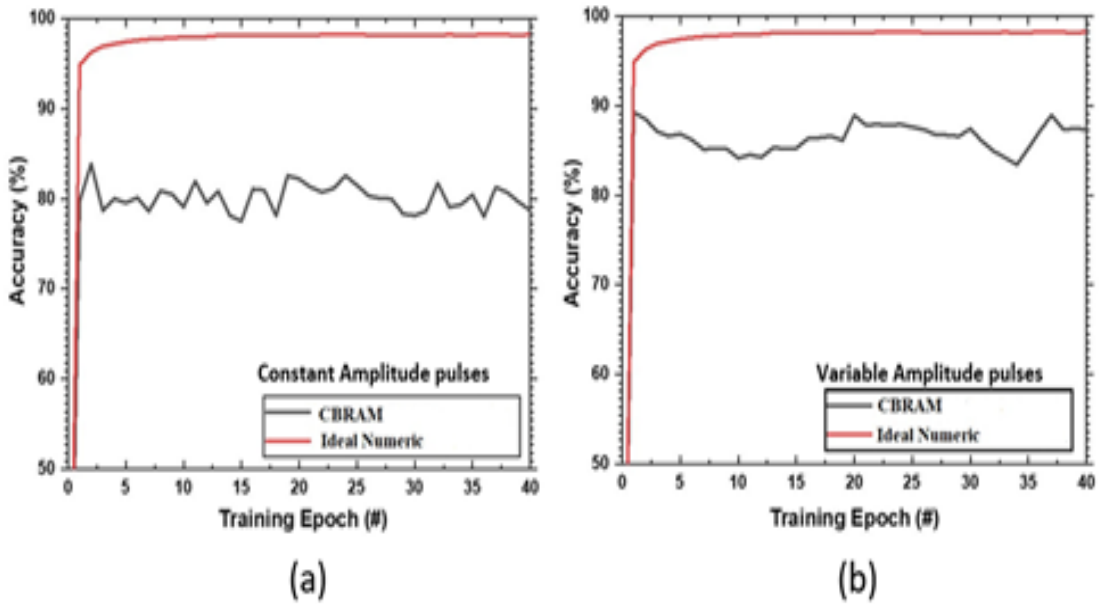 100
90
80
70
60
50
Accuracy (%)
Constant Amplitude pulses
CBRAM
Ideal Numeric
0 5 10 15 20 25 30 35 40
Training Epoch (#)
(a)
100
90
80
70
60
50
Accuracy (%)
Variable Amplitude pulses
CBRAM
Ideal Numeric
0 5 10 15 20 25 30 35 40
Training Epoch (#)
(b)